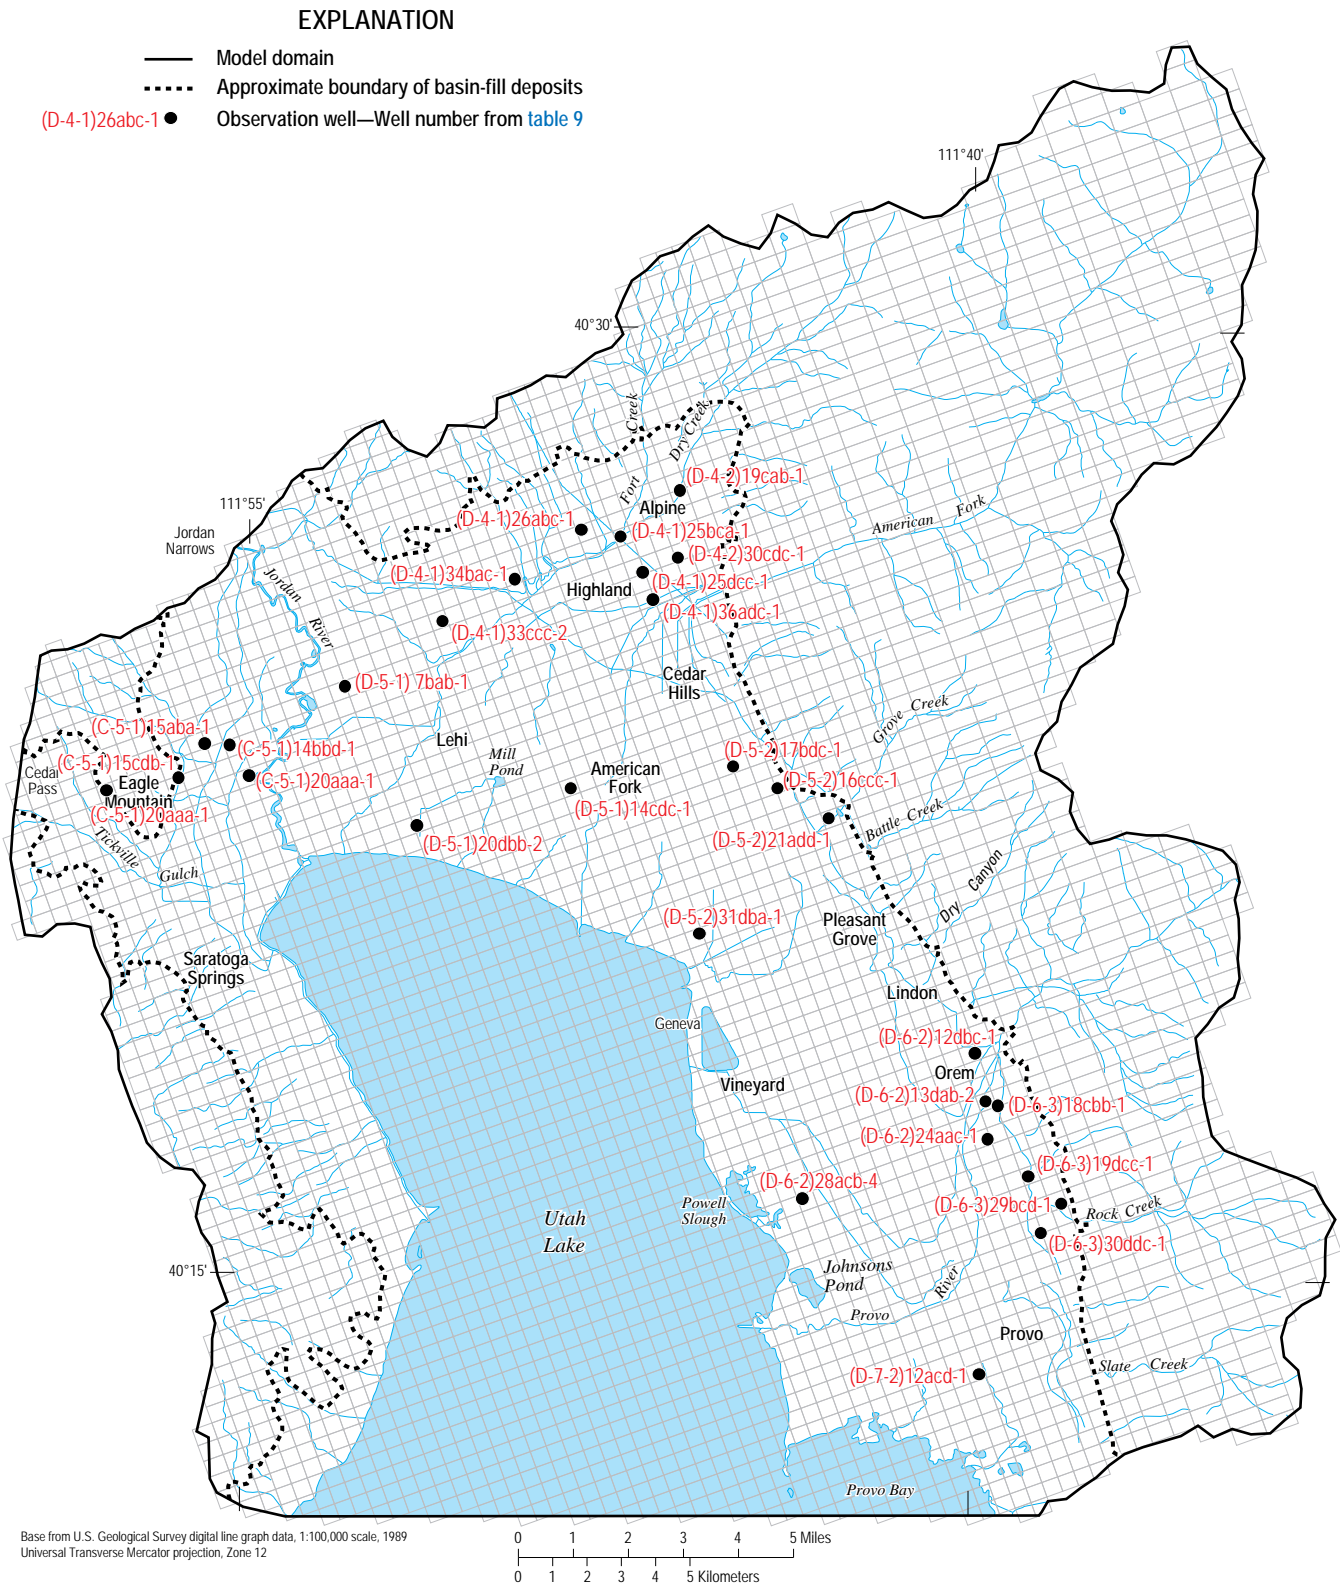 EXPLANATION
Model domain
Approximate boundary of basin-fill deposits
(D-4-1)26abc-1
Observation well—Well number from table 9
111°40'
40°30'
Creek
Dry Creek
Fort
(D-4-2)19cab-1
Alpine
111°55'
(D-4-1)26abc-1
(D-4-1)25bca-1
American Fork
Jordan
Narrows
(D-4-2)30cdc-1
(D-4-1)34bac-1
Highland
(D-4-1)25dcc-1
Jordan River
(D-4-1)36adc-1
(D-4-1)33ccc-2
Cedar
Hills
(D-5-1) 7bab-1
Grove Creek
(C-5-1)15aba-1
(C-5-1)14bbd-1
Lehi
(D-5-2)17bdc-1
Mill
Pond
(C-5-1)15cdb-1
Cedar
Pass
Eagle
Mountain
(C-5-1)20aaa-1
American
Fork
(D-5-2)16ccc-1
(C-5-1)20aaa-1
(D-5-1)14cdc-1
Battle Creek
Tickville
Gulch
(D-5-1)20dbb-2
(D-5-2)21add-1
Dry Canyon
(D-5-2)31dba-1
Pleasant
Grove
Saratoga
Springs
Lindon
Geneva
(D-6-2)12dbc-1
Orem
Vineyard
(D-6-2)13dab-2
(D-6-3)18cbb-1
(D-6-2)24aac-1
(D-6-3)19dcc-1
(D-6-2)28acb-4
Powell
Slough
(D-6-3)29bcd-1
Rock Creek
Utah
Lake
(D-6-3)30ddc-1
40°15'
Johnsons
Pond
Provo River
Provo
Slate Creek
(D-7-2)12acd-1
Provo Bay
Base from U.S. Geological Survey digital line graph data, 1:100,000 scale, 1989
Universal Transverse Mercator projection, Zone 12
0 1 2 3 4 5 Miles
0 1 2 3 4 5 Kilometers